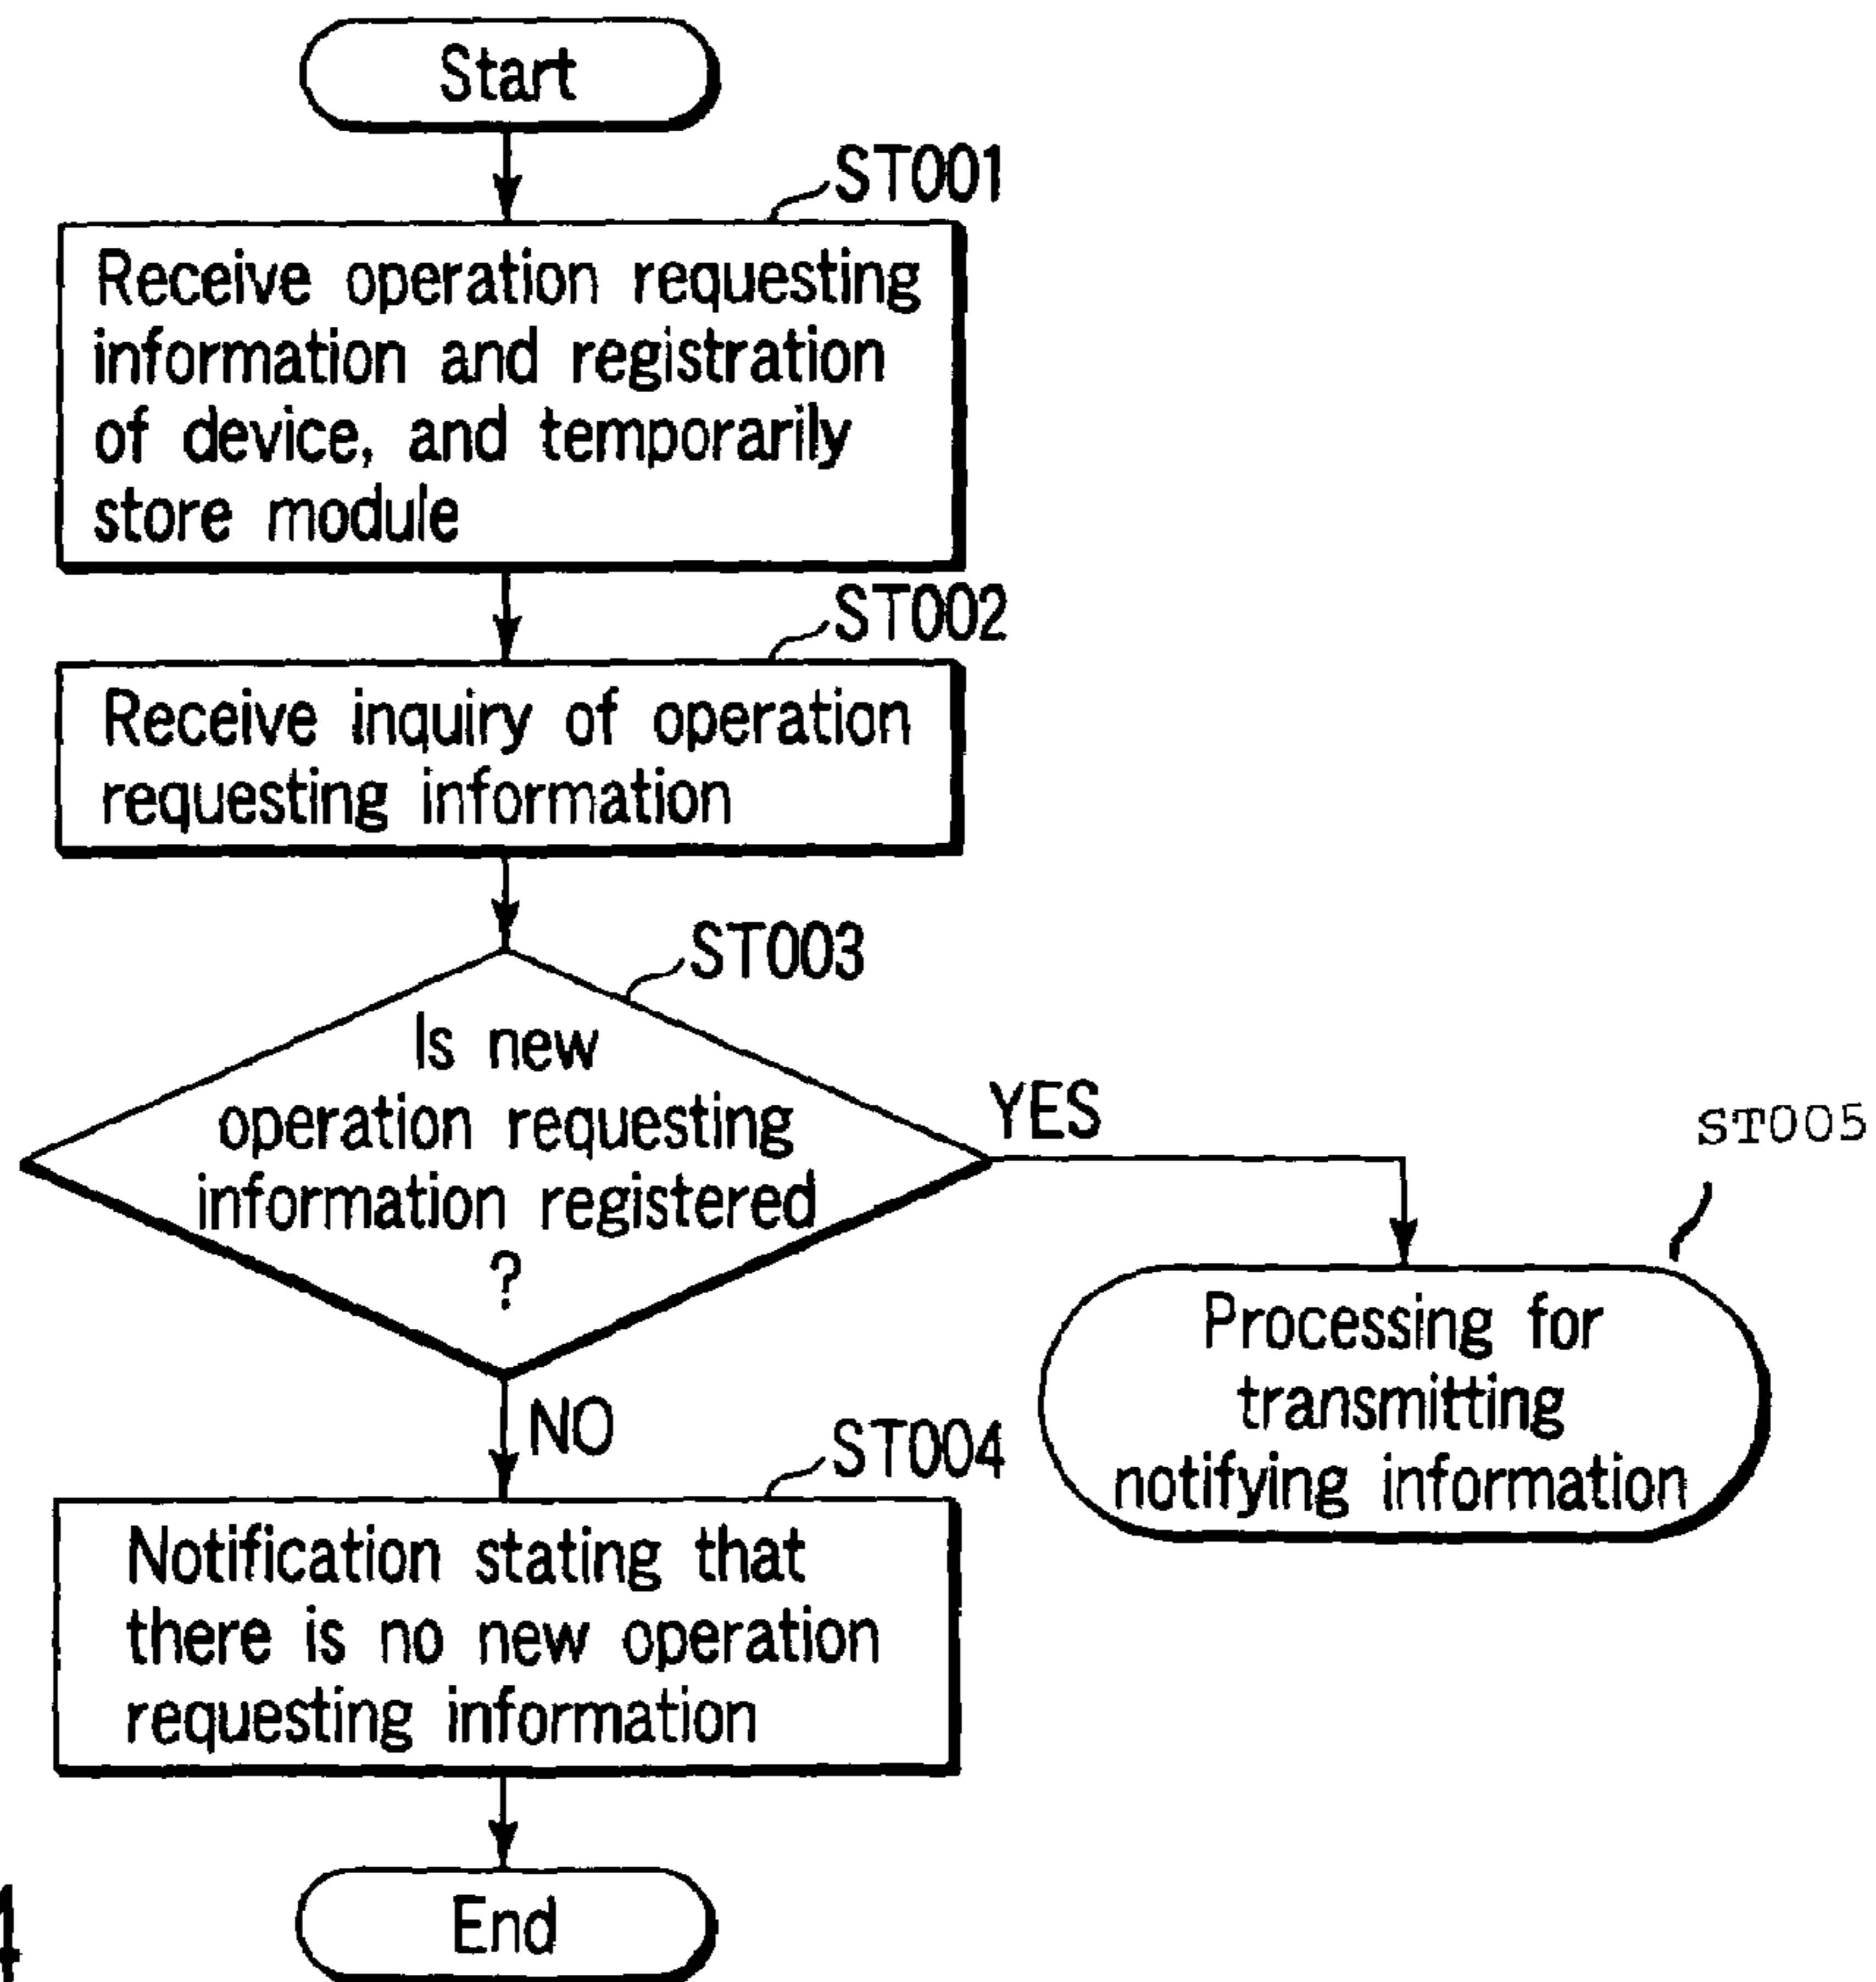 Start
ST001
Receive operation requesting
information and registration
of device, and temporarily
store module
ST002
Receive inquiry of operation
requesting information
ST003
Is new
operation requesting
information registered
?
YES
ST005
Processing for
transmitting
notifying information
NO
ST004
Notification stating that
there is no new operation
requesting information
End